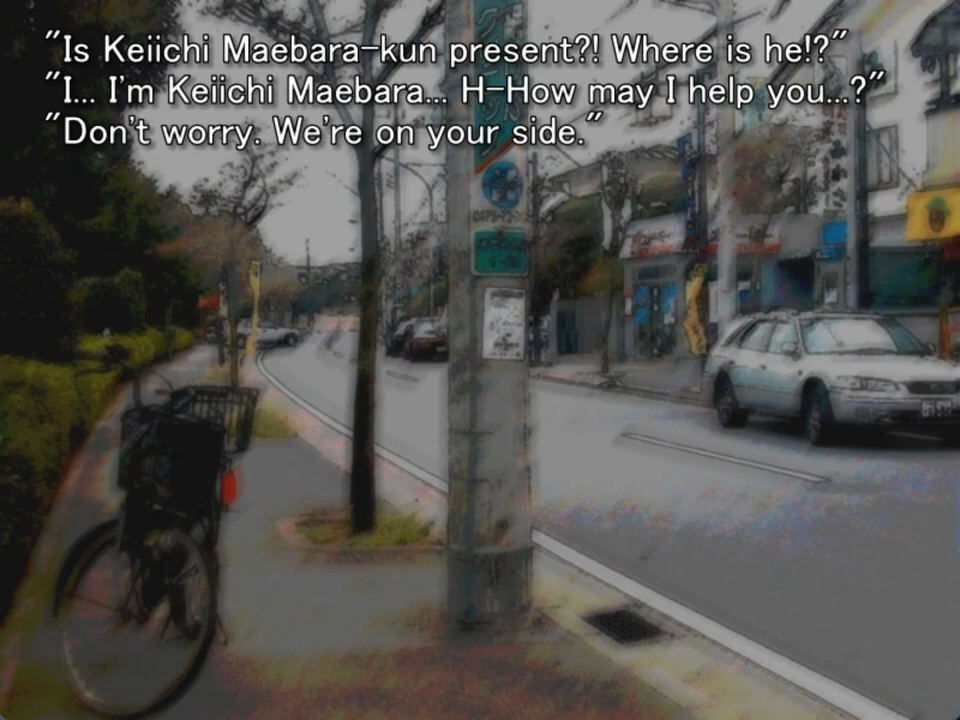 "Is Keiichi Maebara-kun present?! Where is he!?"
"I... I'm Keiichi Maebara... H-How may I help you...?"
"Don't worry. We're on your side."